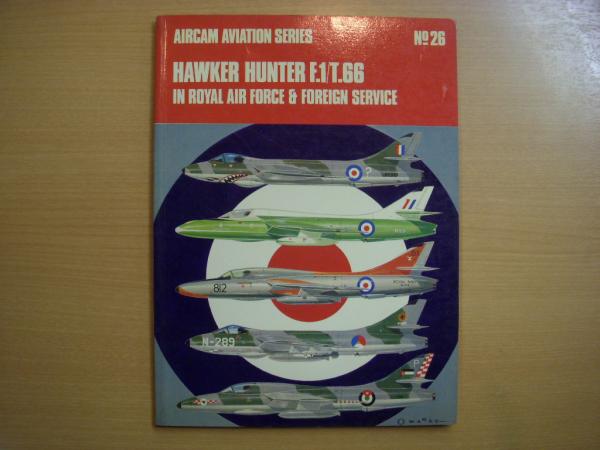 AIRCAM AVIATION SERIES
Nº26
HAWKER HUNTER F.1/T.66
IN ROYAL AIR FORCE & FOREIGN SERVICE
812
N-289
P